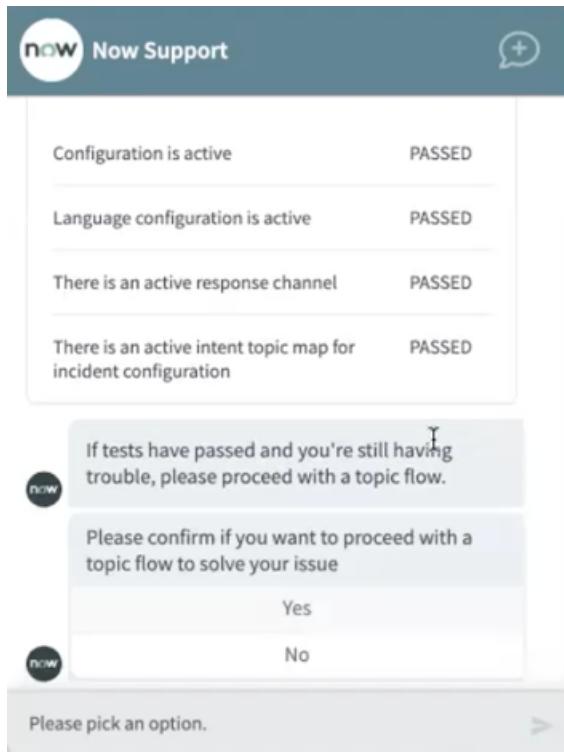 now Now Support
Configuration is active PASSED
Language configuration is active PASSED
There is an active response channel PASSED
There is an active intent topic map for PASSED
incident configuration
If tests have passed and you're still having
trouble, please proceed with a topic flow.
now
Please confirm if you want to proceed with a
topic flow to solve your issue
Yes
No
now
Please pick an option.